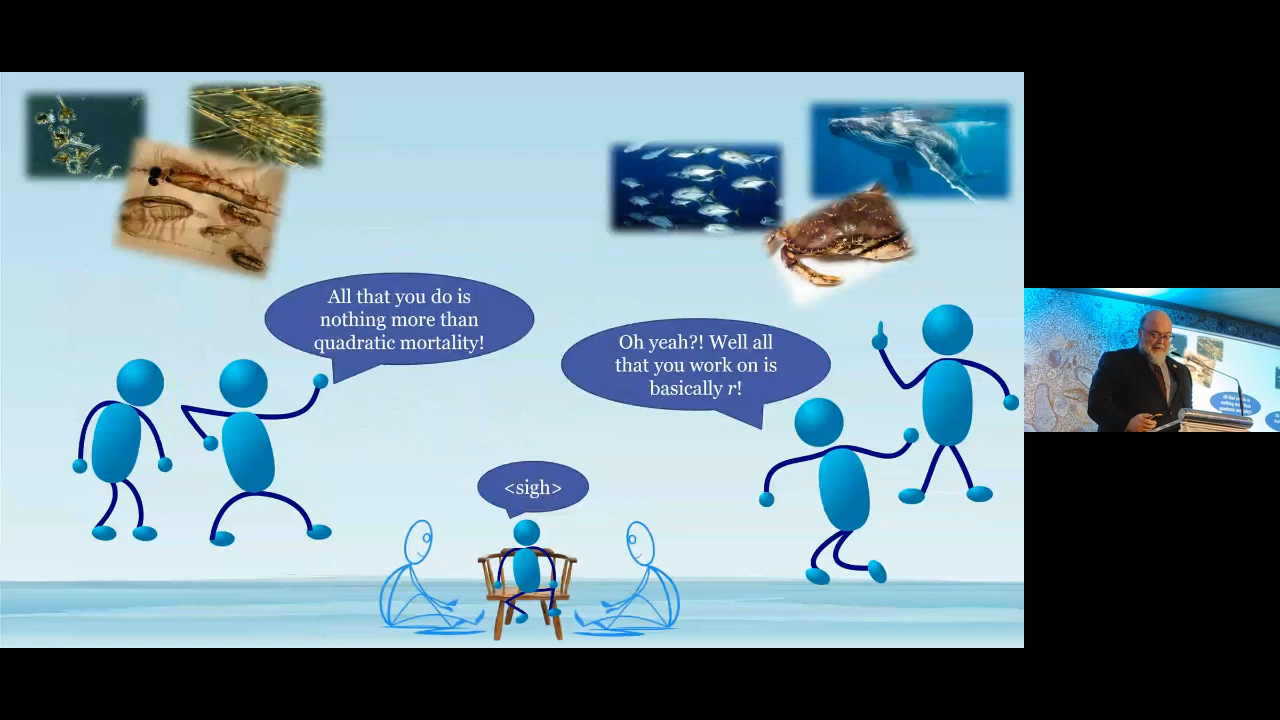 All that you do is
nothing more than
quadratic mortality!
Oh yeah?! Well all
that you work on is
basically r!
<sigh>